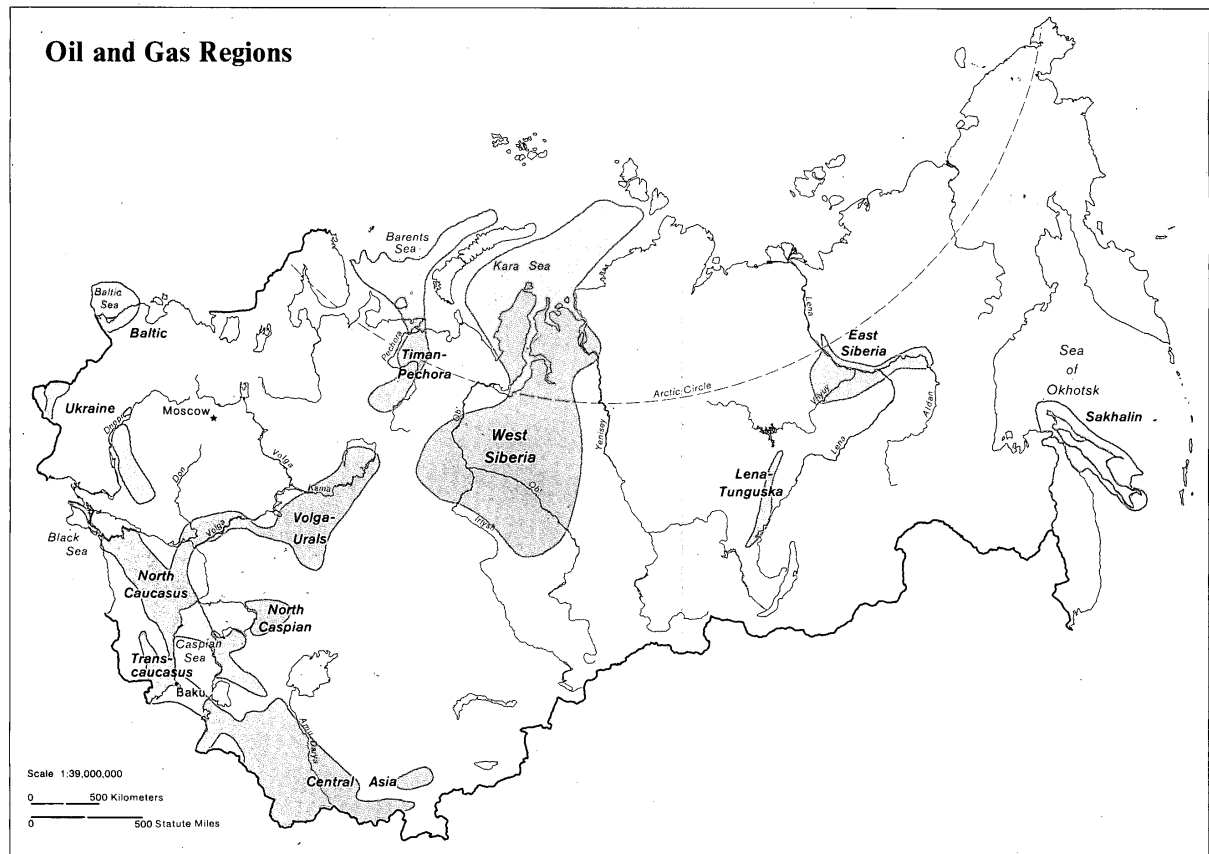 Oil and Gas Regions
Barents
Sea
Kara Sea
Baltic
Sea
Baltic
Pechora
Timan-
Pechora
Lena
East
Siberia
Vilyuy
Aldan
Sea
of
Okhotsk
Sakhalin
Arctic Circle
Ukraine
Moscow
Dnepr
Don
Volga
Kama
Ob'
West
Siberia
Ob'
Irtysh
Yenisey
Lena-
Tunguska
Lena
Volga
Volga-
Urals
Black
Sea
North
Caucasus
North
Caspian
Caspian
Sea
Trans-
caucasus
Baku
Amu Darya
Central Asia
Scale 1:39,000,000
0 500 Kilometers
0 500 Statute Miles